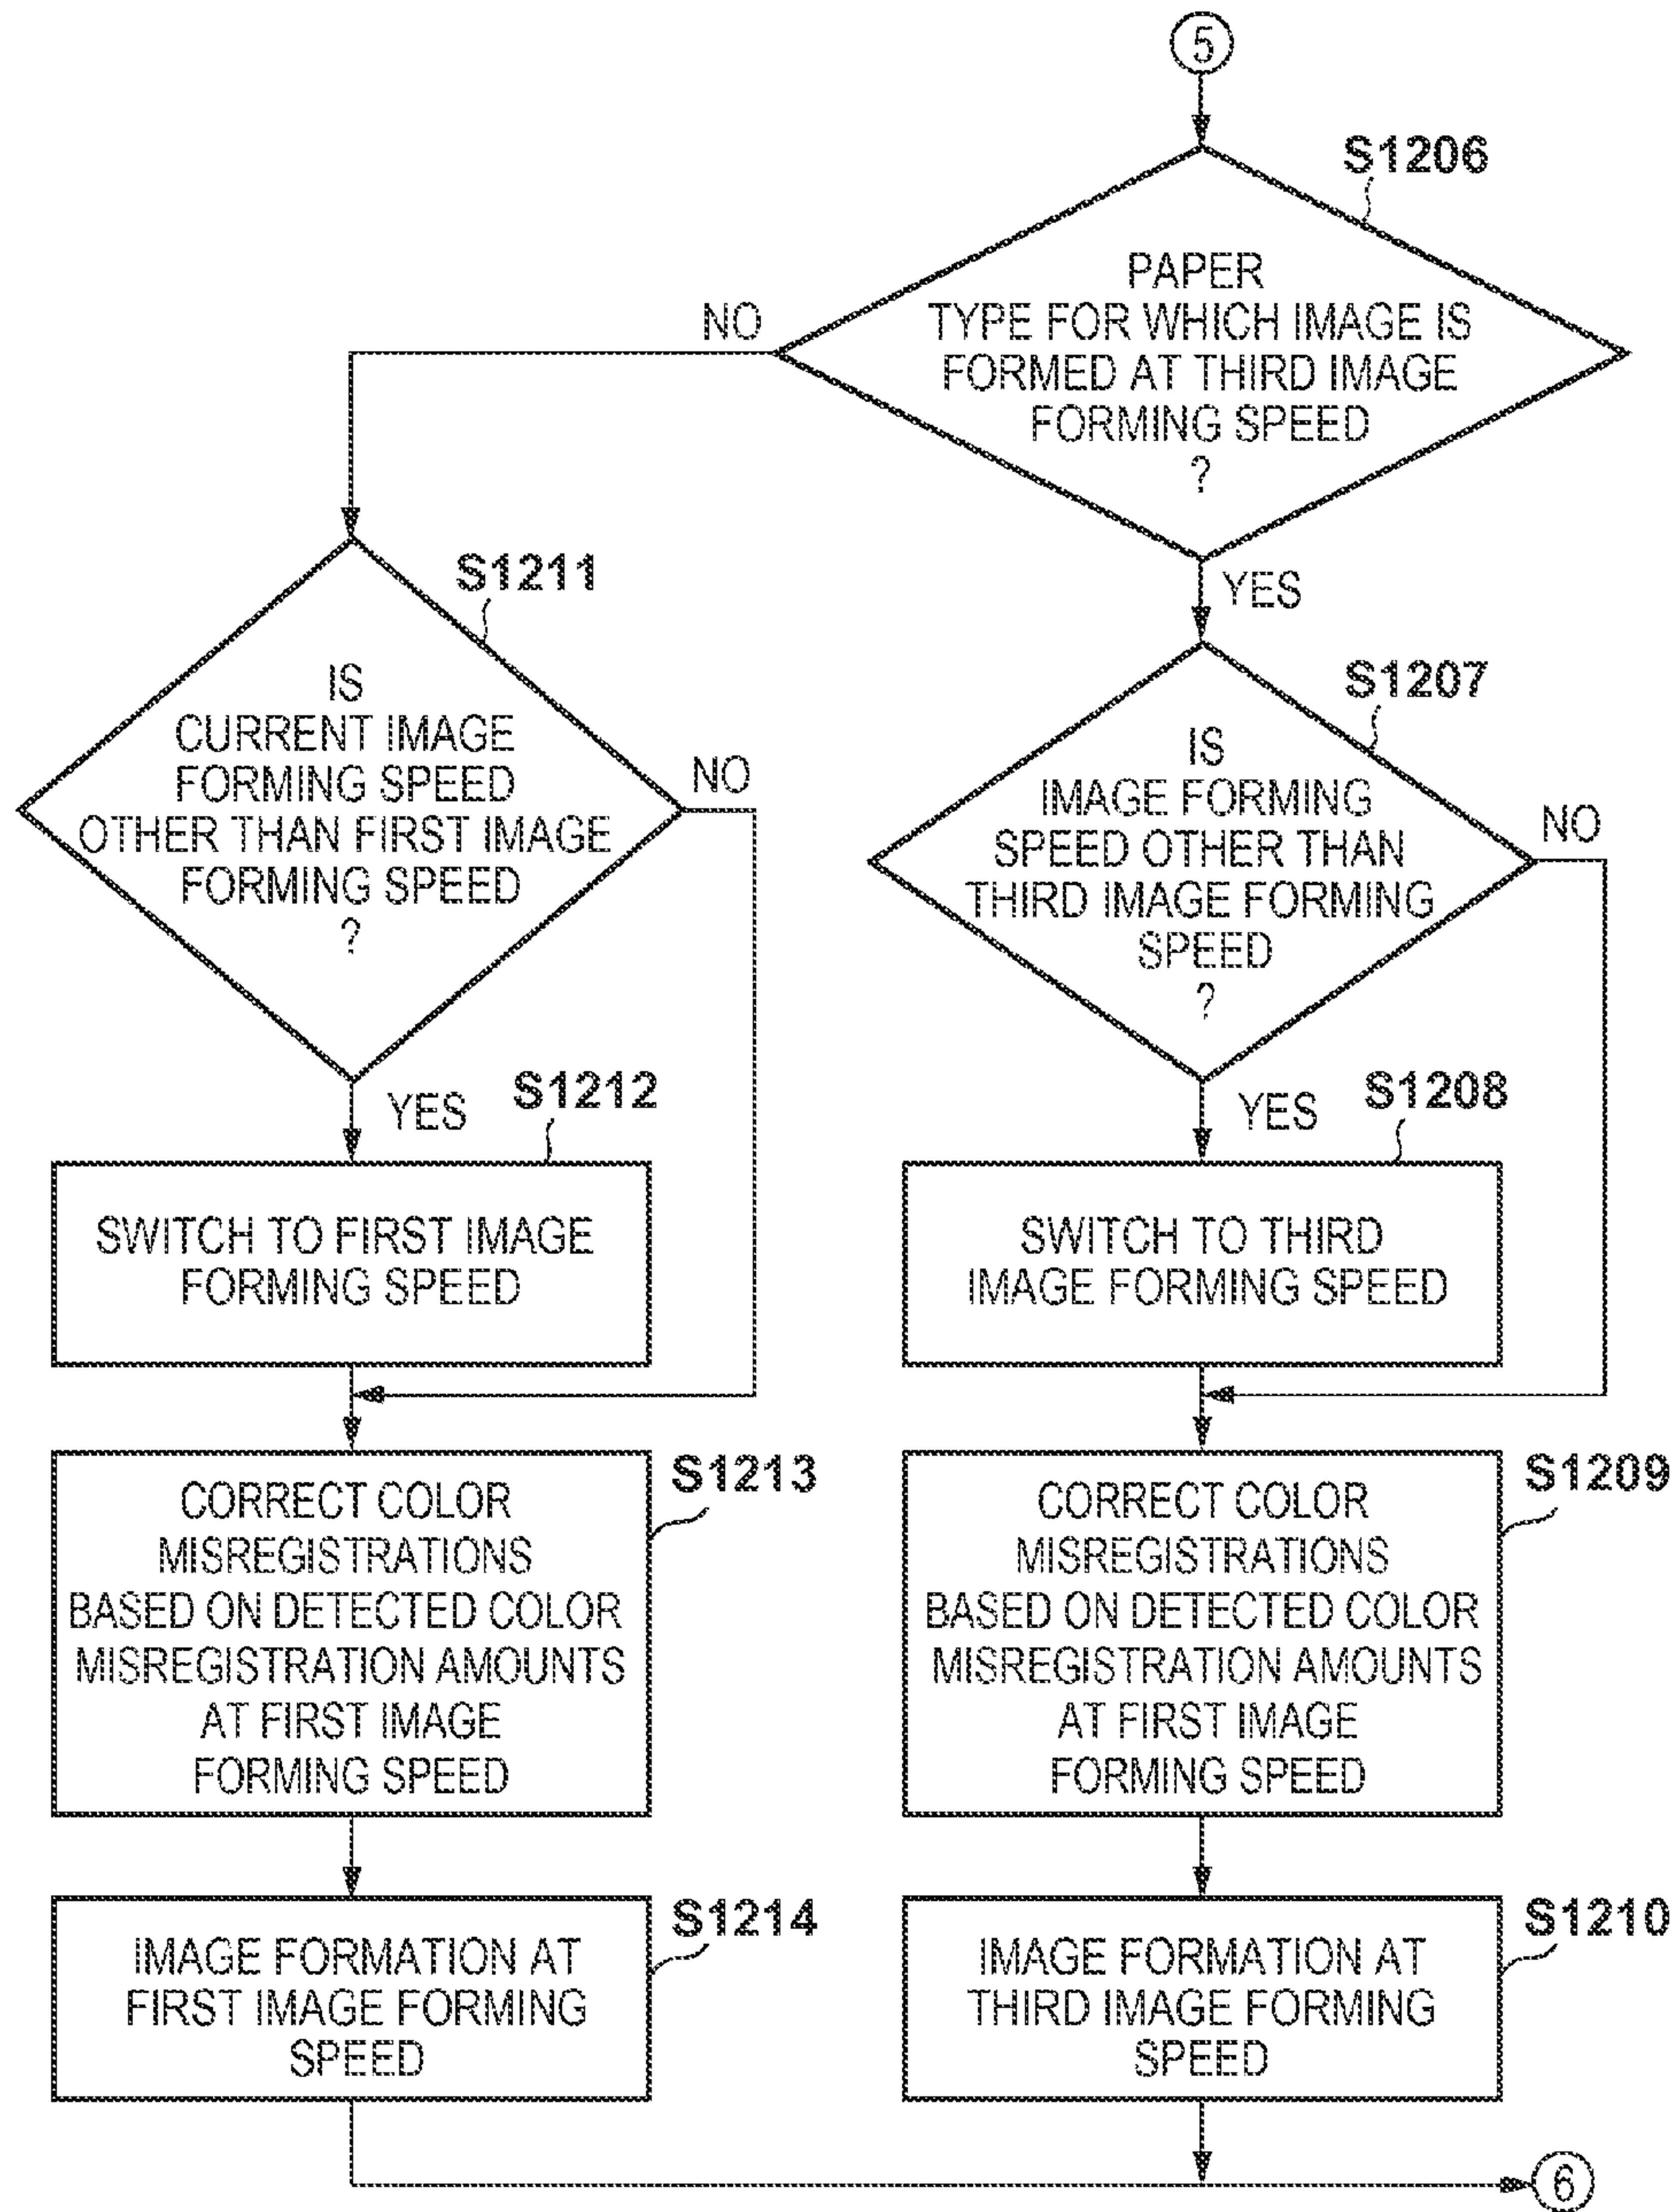 5
S1206
PAPER
TYPE FOR WHICH IMAGE IS
FORMED AT THIRD IMAGE
FORMING SPEED
?
NO
YES
S1211
IS
CURRENT IMAGE
FORMING SPEED
OTHER THAN FIRST IMAGE
FORMING SPEED
?
NO
YES
S1207
IS
IMAGE FORMING
SPEED OTHER THAN
THIRD IMAGE FORMING
SPEED
?
NO
YES
S1212
SWITCH TO FIRST IMAGE
FORMING SPEED
S1208
SWITCH TO THIRD
IMAGE FORMING SPEED
S1213
CORRECT COLOR
MISREGISTRATIONS
BASED ON DETECTED COLOR
MISREGISTRATION AMOUNTS
AT FIRST IMAGE
FORMING SPEED
S1209
CORRECT COLOR
MISREGISTRATIONS
BASED ON DETECTED COLOR
MISREGISTRATION AMOUNTS
AT FIRST IMAGE
FORMING SPEED
S1214
IMAGE FORMATION AT
FIRST IMAGE FORMING
SPEED
S1210
IMAGE FORMATION AT
THIRD IMAGE FORMING
SPEED
6